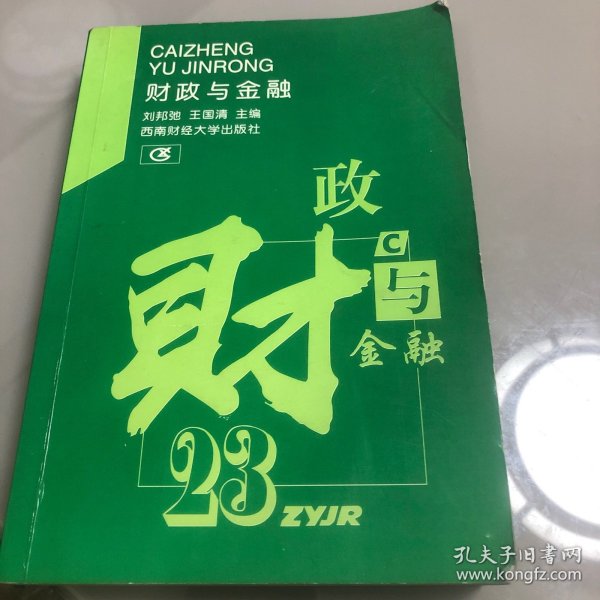 CAIZHENG
YU JINRONG
财政与金融
刘邦弛 王国清 主编
西南财经大学出版社
政
财
C
与
金融
23
ZYJR
孔夫子旧书网
www.kongfz.com